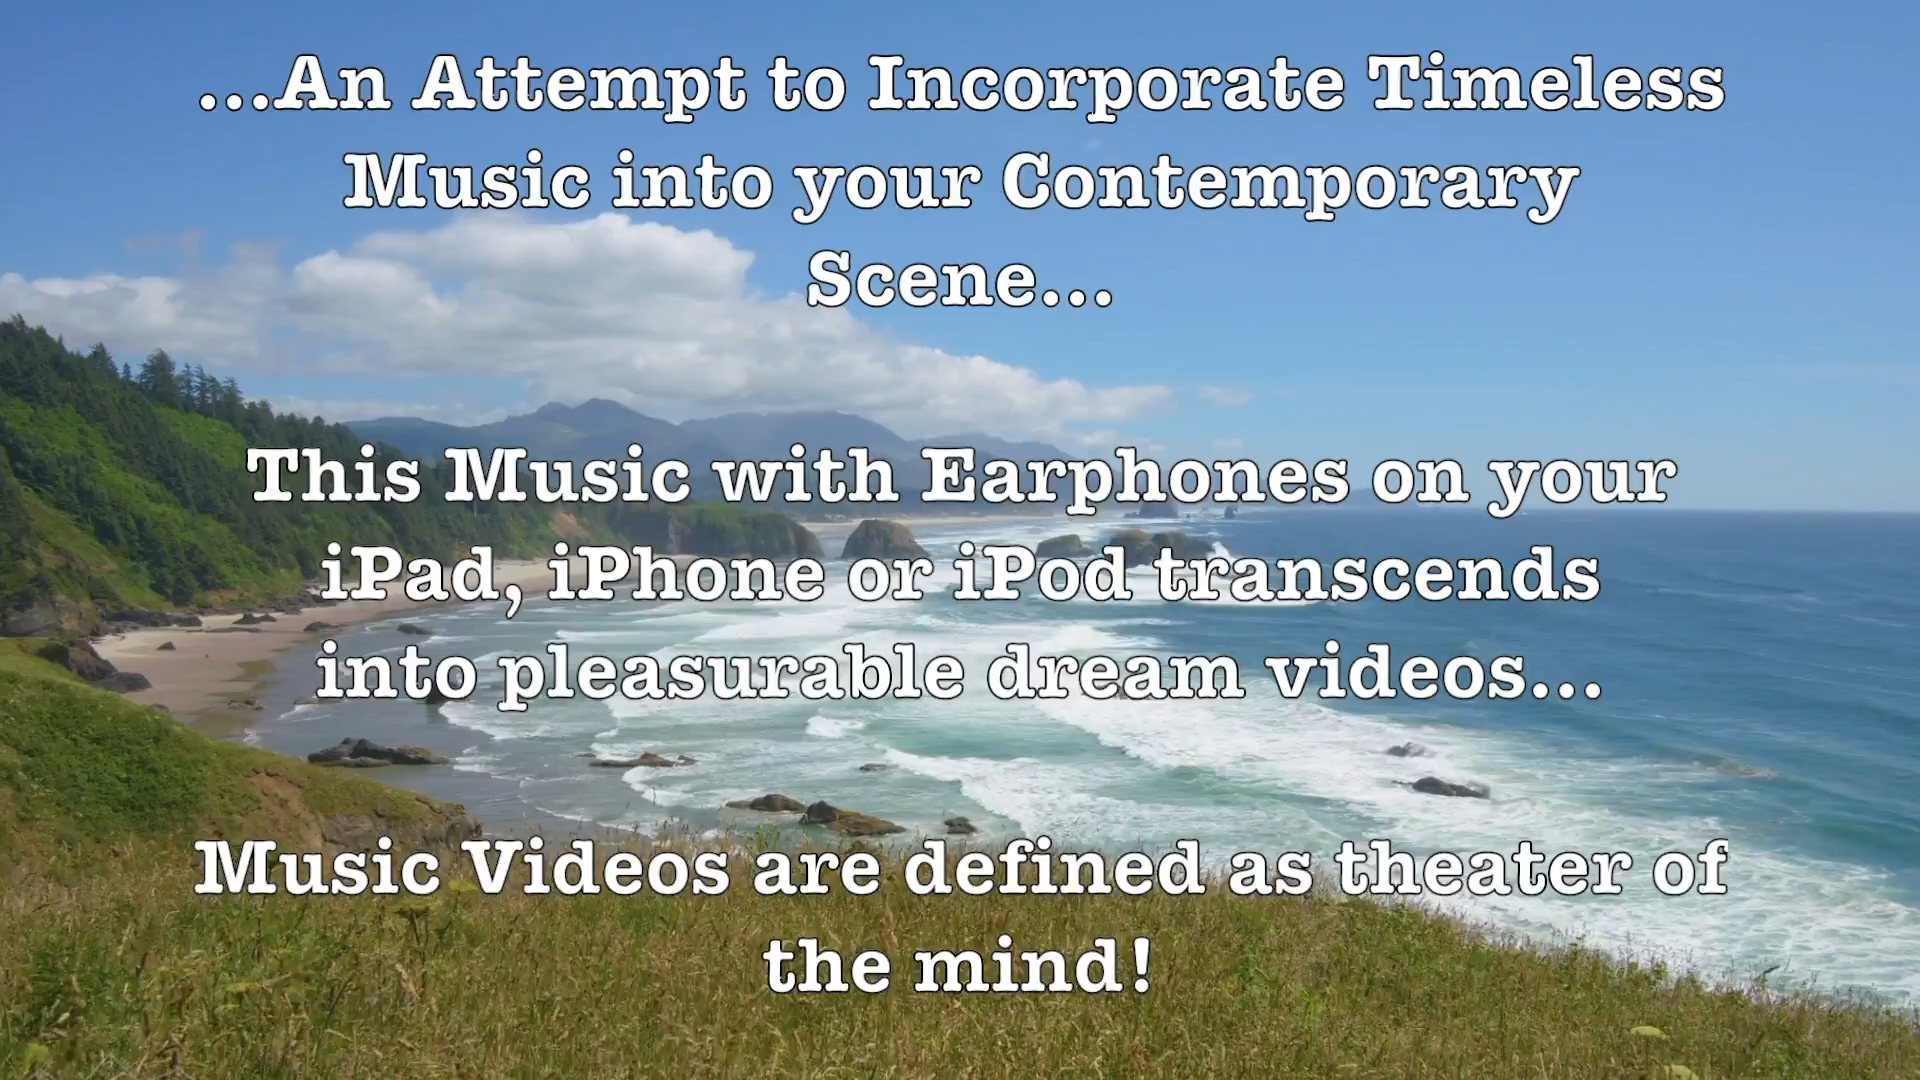 ...An Attempt to Incorporate Timeless
Music into your Contemporary
Scene...
This Music with Earphones on your
iPad, iPhone or iPod transcends
into pleasurable dream videos...
Music Videos are defined as theater of
the mind!